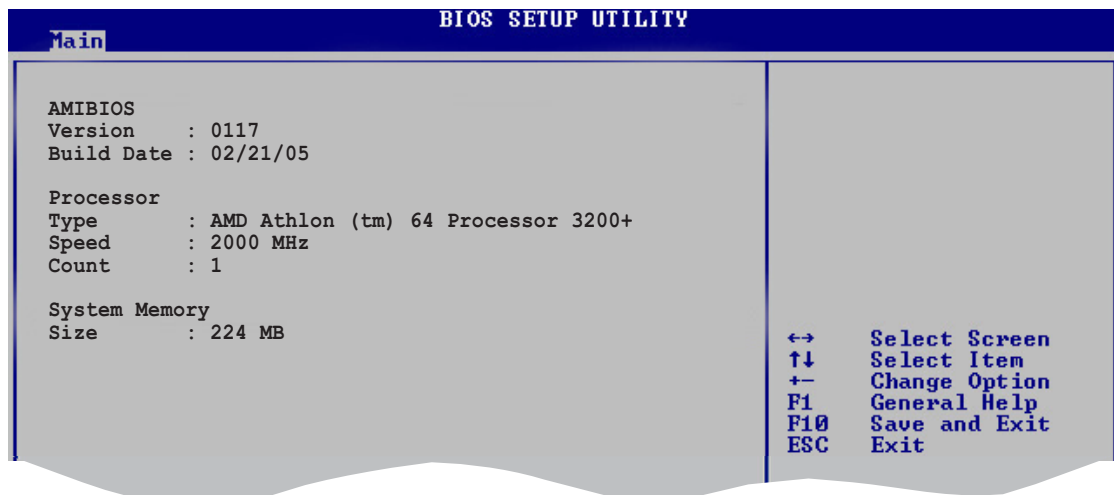 BIOS SETUP UTILITY
Main
AMIBIOS
Version : 0117
Build Date : 02/21/05
Processor
Type : AMD Athlon (tm) 64 Processor 3200+
Speed : 2000 MHz
Count : 1
System Memory
Size : 224 MB
←→ Select Screen
↑↓ Select Item
+- Change Option
F1 General Help
F10 Save and Exit
ESC Exit